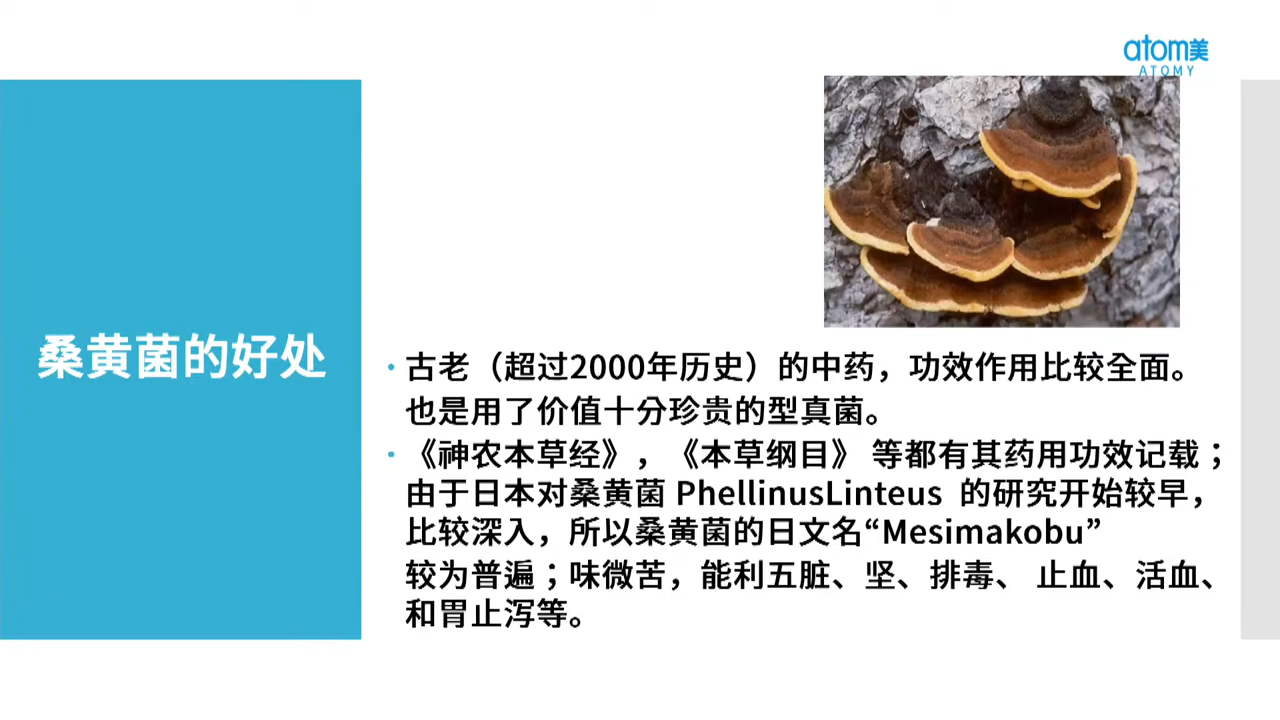 atom美
ATOMY
桑黄菌的好处
· 古老（超过2000年历史）的中药，功效作用比较全面。
也是用了价值十分珍贵的型真菌。
· 《神农本草经》，《本草纲目》 等都有其药用功效记载；
由于日本对桑黄菌 PhellinusLinteus 的研究开始较早，
比较深入，所以桑黄菌的日文名“Mesimakobu”
较为普遍；味微苦，能利五脏、坚、排毒、 止血、活血、
和胃止泻等。